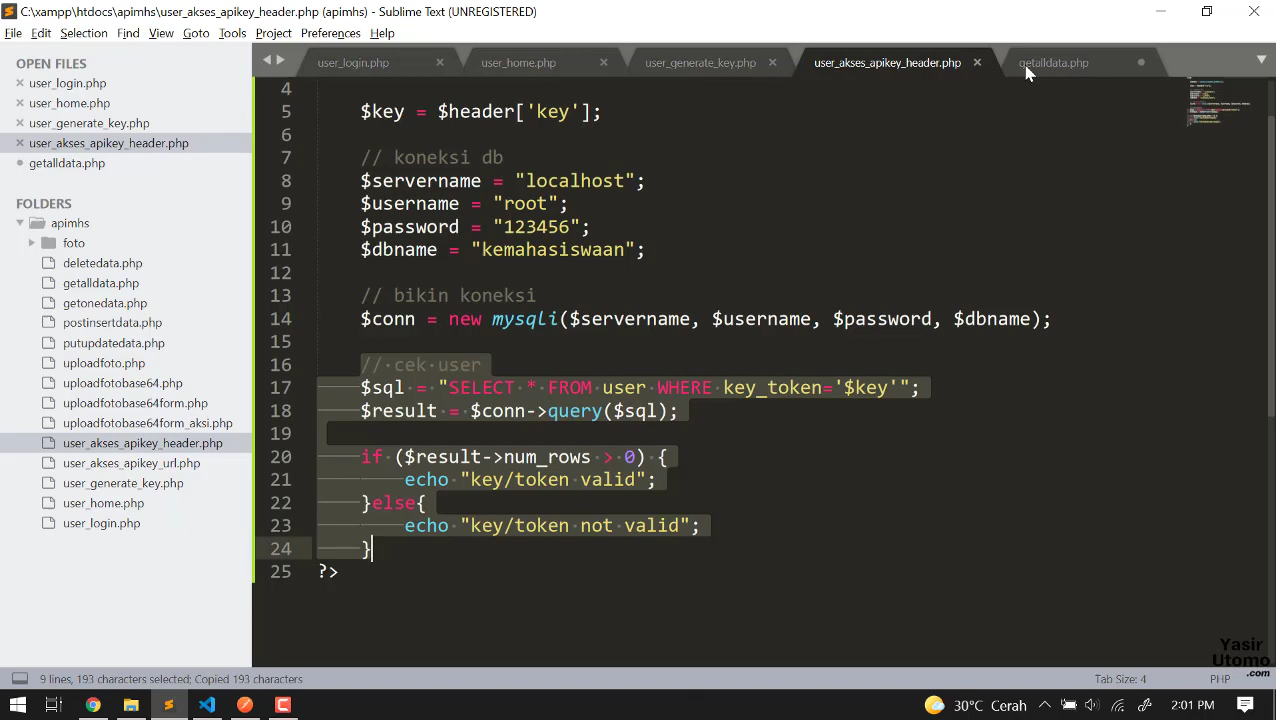 C:\xampp\htdocs\apimhs\user_akses_apikey_header.php (apimhs) - Sublime Text (UNREGISTERED)
File Edit Selection Find View Goto Tools Project Preferences Help
OPEN FILES
user_login.php
user_home.php
user_generate_key.php
user_akses_apikey_header.php
getalldata.php
FOLDERS
apimhs
foto
deletedata.php
getalldata.php
getonedata.php
postinsertdata.php
putupdatedata.php
uploadfoto.php
uploadfotobase64.php
uploadfotobase64form.php
uploadfotobase64form_aksi.php
user_akses_apikey_header.php
user_akses_apikey_url.php
user_generate_key.php
user_home.php
user_login.php
user_login.php user_home.php user_generate_key.php user_akses_apikey_header.php getalldata.php
4
5 $key = $header['key'];
6
7 // koneksi db
8 $servername = "localhost";
9 $username = "root";
10 $password = "123456";
11 $dbname = "kemahasiswaan";
12
13 // bikin koneksi
14 $conn = new mysqli($servername, $username, $password, $dbname);
15
16 // cek user
17 $sql = "SELECT * FROM user WHERE key_token='$key'";
18 $result = $conn->query($sql);
19
20 if ($result->num_rows > 0) {
21 echo "key/token valid";
22 }else{
23 echo "key/token not valid";
24 }
25 ?>
Yasir
Utomo
.com
9 lines, 193 characters selected; Copied 193 characters Tab Size: 4 PHP
30°C Cerah 2:01 PM